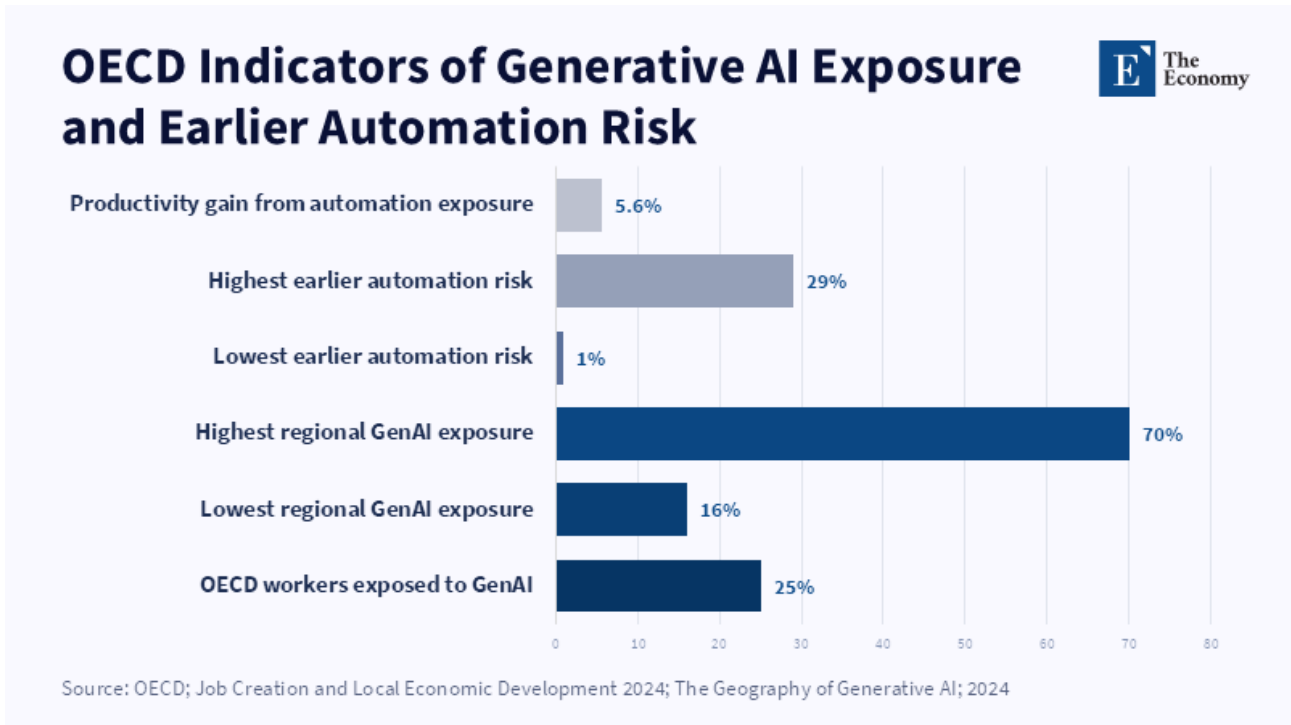 OECD Indicators of Generative AI Exposure
and Earlier Automation Risk
E
The
Economy
Productivity gain from automation exposure
5.6%
Highest earlier automation risk
29%
Lowest earlier automation risk
1%
Highest regional GenAI exposure
70%
Lowest regional GenAI exposure
16%
OECD workers exposed to GenAI
25%
0 10 20 30 40 50 60 70 80
Source: OECD; Job Creation and Local Economic Development 2024; The Geography of Generative AI; 2024